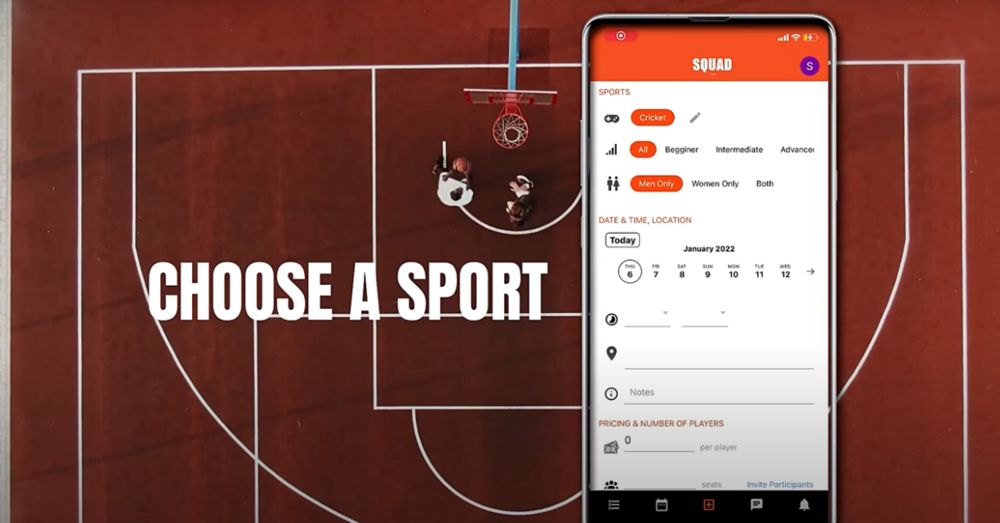 CHOOSE A SPORT
SQUAD
S
SPORTS
Cricket
All Begginer Intermediate Advance
Men Only Women Only Both
DATE & TIME, LOCATION
Today
January 2022
THU FRI SAT SUN MON TUE WED
6 7 8 9 10 11 12
Notes
PRICING & NUMBER OF PLAYERS
0 per player
seats Invite Participants